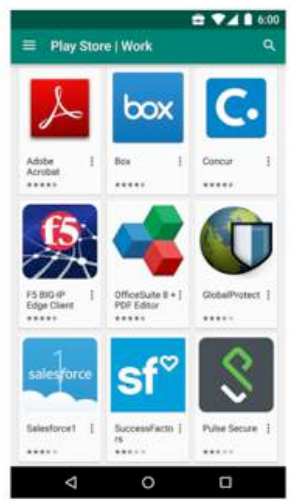 6:00
Play Store | Work
box
C.
Adobe
Acrobat
Box
Concur
f5
F5 BIG-IP
Edge Client
OfficeSuite 8 +
PDF Editor
GlobalProtect
salesforce
1
sf
Salesforce1
SuccessFacto
rs
Pulse Secure